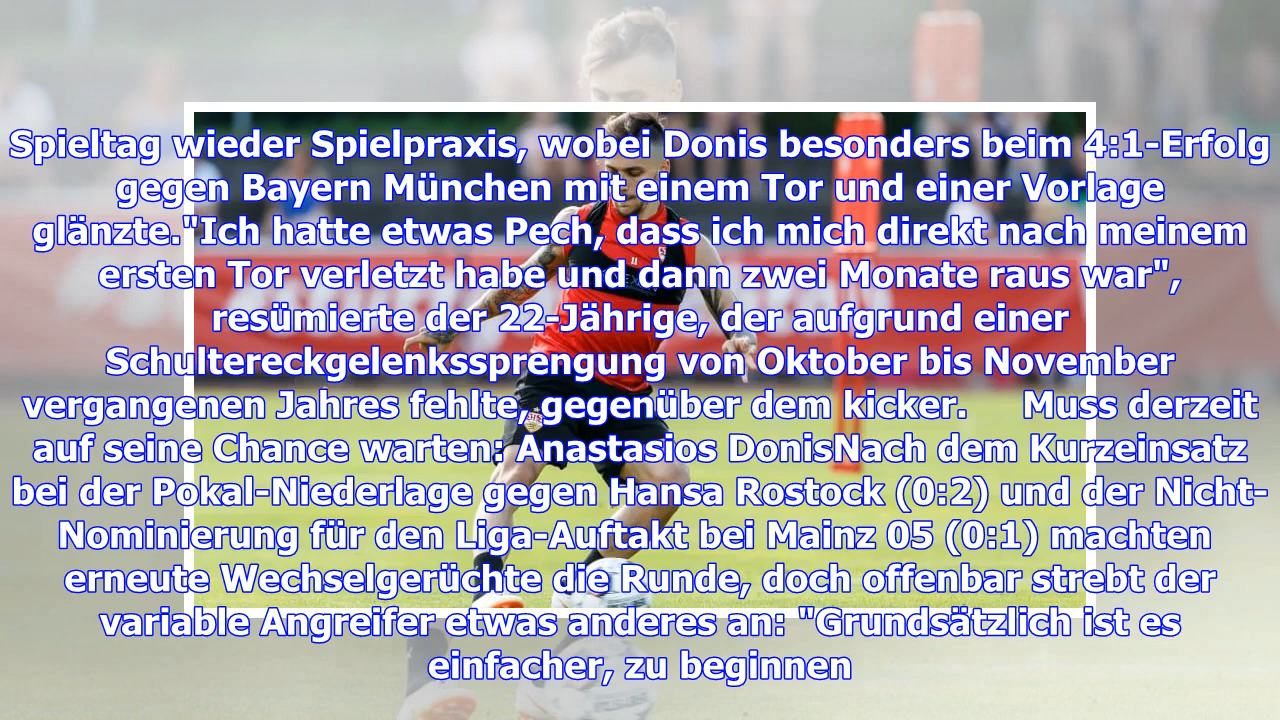 Spieltag wieder Spielpraxis, wobei Donis besonders beim 4:1-Erfolg
gegen Bayern München mit einem Tor und einer Vorlage
glänzte."Ich hatte etwas Pech, dass ich mich direkt nach meinem
ersten Tor verletzt habe und dann zwei Monate raus war",
resümierte der 22-Jährige, der aufgrund einer
Schultereckgelenkssprengung von Oktober bis November
vergangenen Jahres fehlte, gegenüber dem kicker.     Muss derzeit
auf seine Chance warten: Anastasios DonisNach dem Kurzeinsatz
bei der Pokal-Niederlage gegen Hansa Rostock (0:2) und der Nicht-
Nominierung für den Liga-Auftakt bei Mainz 05 (0:1) machten
erneute Wechselgerüchte die Runde, doch offenbar strebt der
variable Angreifer etwas anderes an: "Grundsätzlich ist es
einfacher, zu beginnen